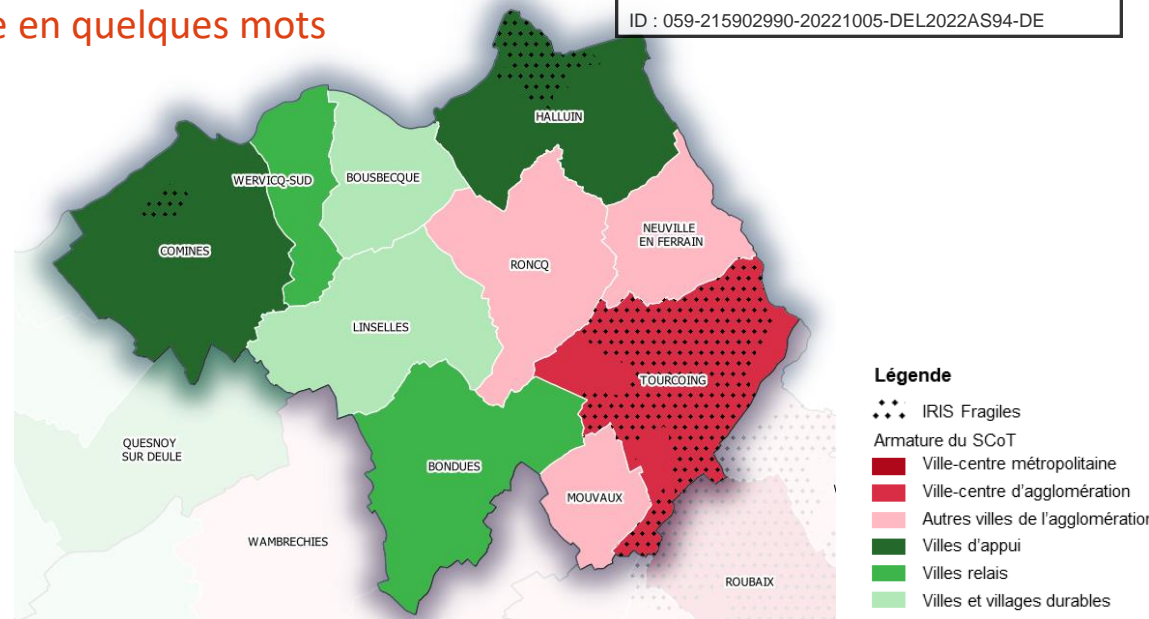 e en quelques mots
ID : 059-215902990-20221005-DEL2022AS94-DE
HALLUIN
WERVICQ-SUD
BOUSBECQUE
COMINES
NEUVILLE
EN FERRAIN
RONCQ
LINSELLES
TOURCOING
QUESNOY
SUR DEULE
BONDUES
MOUVAUX
WAMBRECHIES
ROUBAIX
Légende
IRIS Fragiles
Armature du SCoT
Ville-centre métropolitaine
Ville-centre d'agglomération
Autres villes de l'agglomération
Villes d'appui
Villes relais
Villes et villages durables